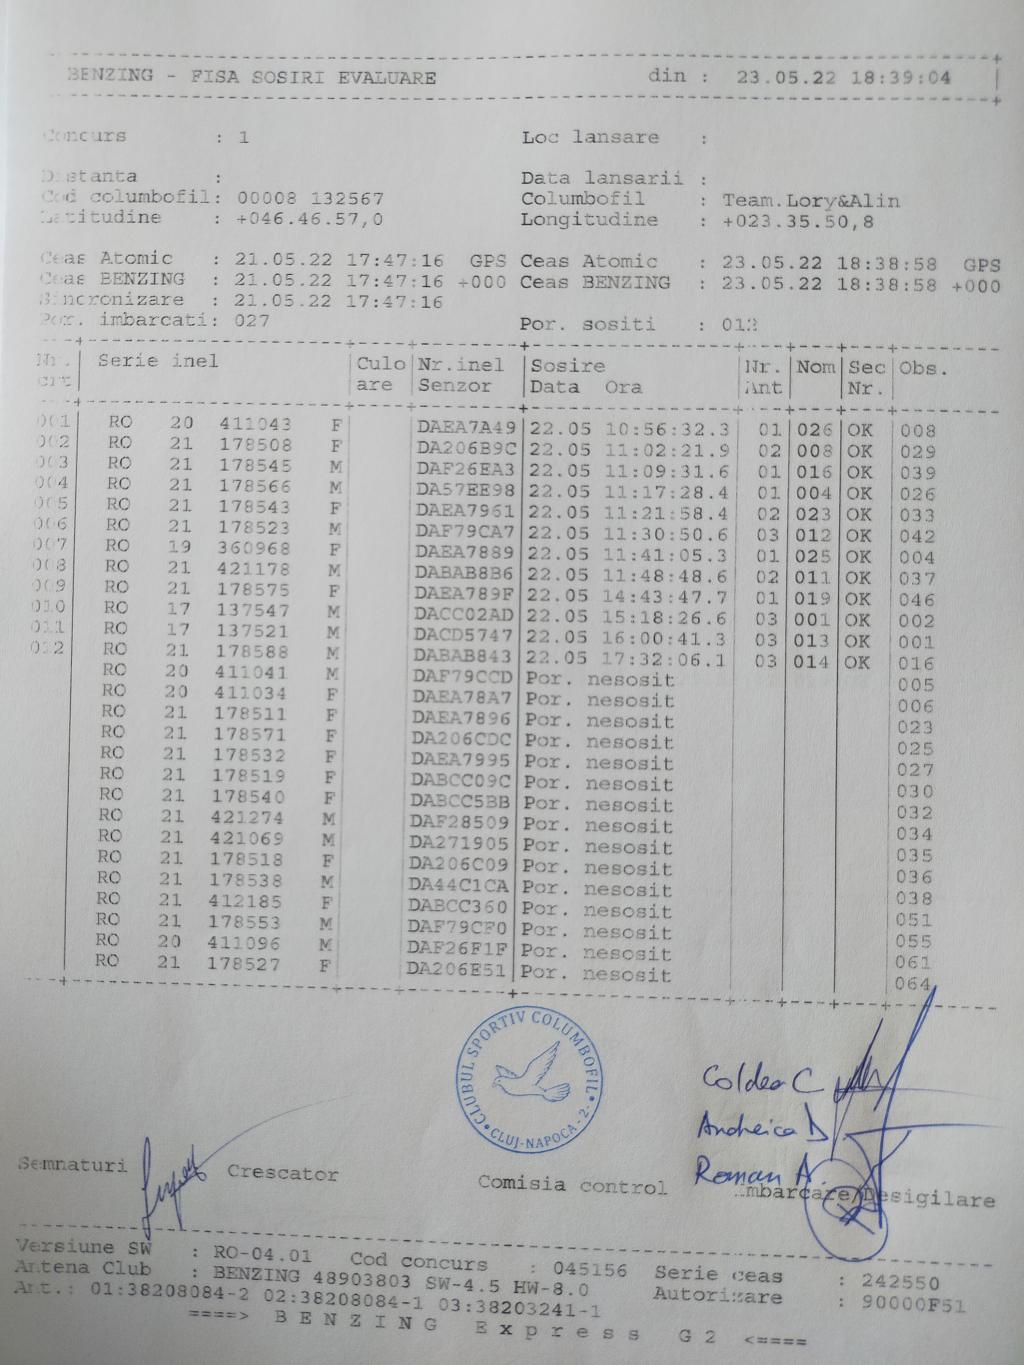 BENZING - FISA SOSIRI EVALUARE din : 23.05.22 18:39:04
Concurs : 1 Loc lansare :
Distanta : Data lansarii :
Cod columbofil: 00008 132567 Columbofil : Team.Lory&Alin
Latitudine : +046.46.57,0 Longitudine : +023.35.50,8
Ceas Atomic : 21.05.22 17:47:16 GPS Ceas Atomic : 23.05.22 18:38:58 GPS
Ceas BENZING : 21.05.22 17:47:16 +000 Ceas BENZING : 23.05.22 18:38:58 +000
Sincronizare : 21.05.22 17:47:16
Por. imbarcati: 027 Por. sositi : 012
Nr. Serie inel Culo Nr.inel Sosire Nr. Nom Sec Obs.
crt are Senzor Data Ora Ant Nr.
001 RO 20 411043 F DAEA7A49 22.05 10:56:32.3 01 026 OK 008
002 RO 21 178508 F DA206B9C 22.05 11:02:21.9 02 008 OK 029
003 RO 21 178545 M DAF26EA3 22.05 11:09:31.6 01 016 OK 039
004 RO 21 178566 M DA57EE98 22.05 11:17:28.4 01 004 OK 026
005 RO 21 178543 F DAEA7961 22.05 11:21:58.4 02 023 OK 033
006 RO 21 178523 M DAF79CA7 22.05 11:30:50.6 03 012 OK 042
007 RO 19 360968 F DAEA7889 22.05 11:41:05.3 01 025 OK 004
008 RO 21 421178 M DABAB8B6 22.05 11:48:48.6 02 011 OK 037
009 RO 21 178575 F DAEA789F 22.05 14:43:47.7 01 019 OK 046
010 RO 17 137547 M DACC02AD 22.05 15:18:26.6 03 001 OK 002
011 RO 17 137521 M DACD5747 22.05 16:00:41.3 03 013 OK 001
012 RO 21 178588 M DABAB843 22.05 17:32:06.1 03 014 OK 016
RO 20 411041 M DAF79CCD Por. nesosit 005
RO 20 411034 F DAEA78A7 Por. nesosit 006
RO 21 178511 F DAEA7896 Por. nesosit 023
RO 21 178571 F DA206CDC Por. nesosit 025
RO 21 178532 F DAEA7995 Por. nesosit 027
RO 21 178519 F DABCC09C Por. nesosit 030
RO 21 178540 F DABCC5BB Por. nesosit 032
RO 21 421274 M DAF28509 Por. nesosit 034
RO 21 421069 M DA271905 Por. nesosit 035
RO 21 178518 F DA206C09 Por. nesosit 036
RO 21 178538 M DA44C1CA Por. nesosit 038
RO 21 412185 F DABCC360 Por. nesosit 051
RO 21 178553 M DAF79CF0 Por. nesosit 055
RO 20 411096 M DAF26F1F Por. nesosit 061
RO 21 178527 F DA206E51 Por. nesosit 064
CLUBUL SPORTIV COLUMBOFIL
CLUJ-NAPOCA -2-
Coldea C
Andreica D
Roman A.
Semnaturi Crescator Comisia control Imbarcare/Desigilare
Versiune SW : RO-04.01 Cod concurs : 045156 Serie ceas : 242550
Antena Club : BENZING 48903803 SW-4.5 HW-8.0 Autorizare : 90000F51
Ant.: 01:38208084-2 02:38208084-1 03:38203241-1
====> BENZING Express G2 <====